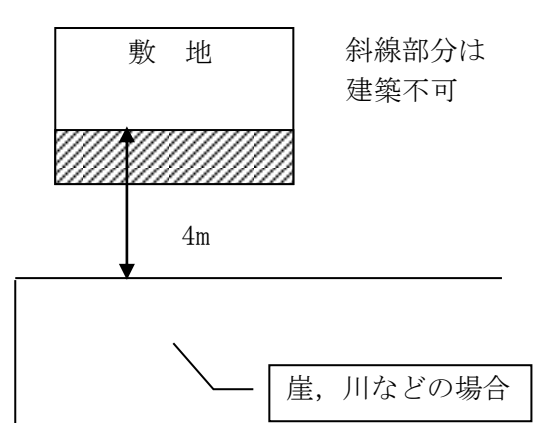 敷 地
斜線部分は
建築不可
4m
崖，川などの場合